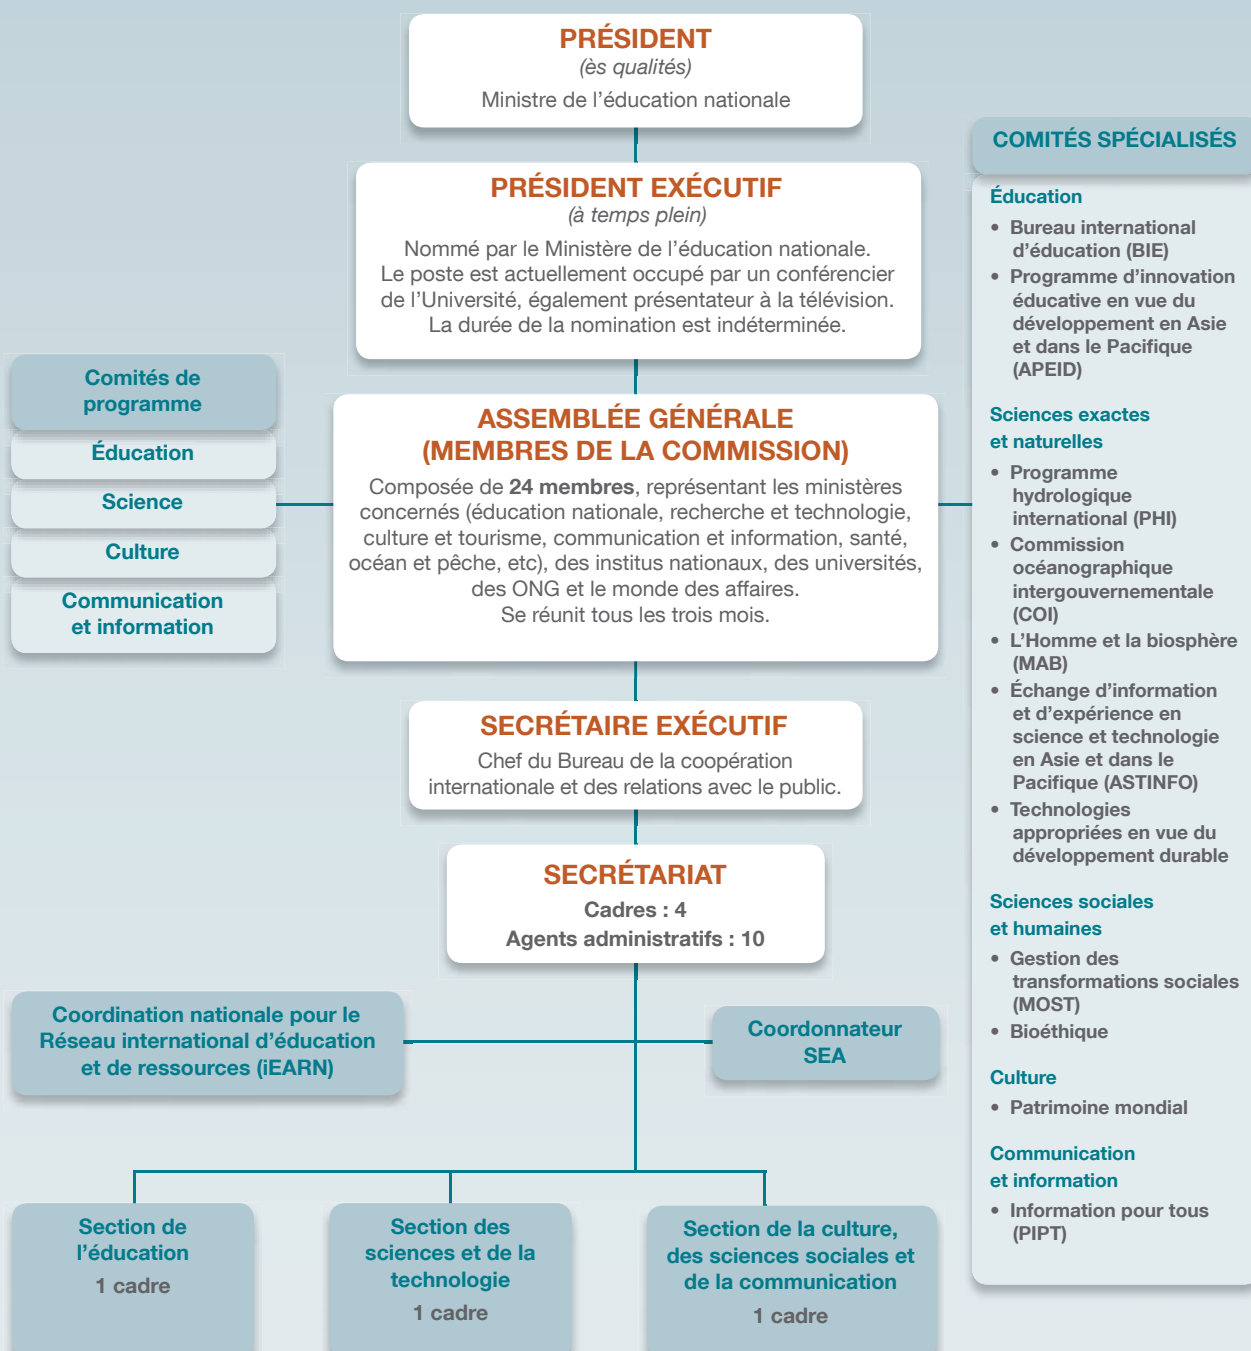 PRÉSIDENT
(ès qualités)
Ministre de l’éducation nationale
PRÉSIDENT EXÉCUTIF
(à temps plein)
Nommé par le Ministère de l’éducation nationale.
Le poste est actuellement occupé par un conférencier
de l’Université, également présentateur à la télévision.
La durée de la nomination est indéterminée.
Comités de
programme
Éducation
Science
Culture
Communication
et information
ASSEMBLÉE GÉNÉRALE
(MEMBRES DE LA COMMISSION)
Composée de 24 membres, représentant les ministères
concernés (éducation nationale, recherche et technologie,
culture et tourisme, communication et information, santé,
océan et pêche, etc), des institus nationaux, des universités,
des ONG et le monde des affaires.
Se réunit tous les trois mois.
SECRÉTAIRE EXÉCUTIF
Chef du Bureau de la coopération
internationale et des relations avec le public.
SECRÉTARIAT
Cadres : 4
Agents administratifs : 10
Coordination nationale pour le
Réseau international d’éducation
et de ressources (iEARN)
Coordonnateur
SEA
Section de
l’éducation
1 cadre
Section des
sciences et de la
technologie
1 cadre
Section de la culture,
des sciences sociales et
de la communication
1 cadre
COMITÉS SPÉCIALISÉS
Éducation
• Bureau international
d’éducation (BIE)
• Programme d’innovation
éducative en vue du
développement en Asie
et dans le Pacifique
(APEID)
Sciences exactes
et naturelles
• Programme
hydrologique
international (PHI)
• Commission
océanographique
intergouvernementale
(COI)
• L’Homme et la biosphère
(MAB)
• Échange d’information
et d’expérience en
science et technologie
en Asie et dans le
Pacifique (ASTINFO)
• Technologies
appropriées en vue du
développement durable
Sciences sociales
et humaines
• Gestion des
transformations sociales
(MOST)
• Bioéthique
Culture
• Patrimoine mondial
Communication
et information
• Information pour tous
(PIPT)